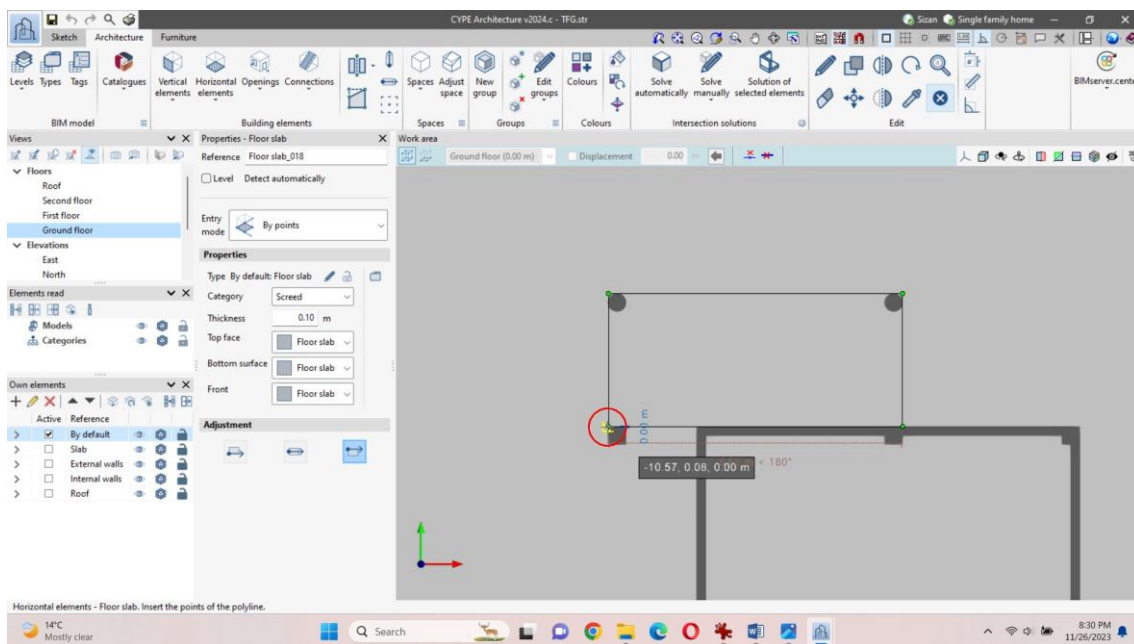 CYPE Architecture v2024.c - TFG.str
Sizan Single family home
Sketch Architecture Furniture
Levels Types Tags Catalogues Vertical elements Horizontal elements Openings Connections Spaces Adjust space New group Edit groups Colours Solve automatically Solve manually Solution of selected elements BIMserver.cente
BIM model Building elements Spaces Groups Colours Intersection solutions Edit
Views
Floors
Roof
Second floor
First floor
Ground floor
Elevations
East
North
Elements read
Models
Categories
Own elements
Active Reference
By default
Slab
External walls
Internal walls
Roof
Properties - Floor slab
Reference Floor slab_018
Level Detect automatically
Entry mode By points
Properties
Type By default: Floor slab
Category Screed
Thickness 0.10 m
Top face Floor slab
Bottom surface Floor slab
Front Floor slab
Adjustment
Work area
Ground floor (0.00 m) Displacement 0.00 m
0.00 m
-10.57, 0.08, 0.00 m
< 180°
Horizontal elements - Floor slab. Insert the points of the polyline.
14°C
Mostly clear
Search
8:30 PM
11/26/2023